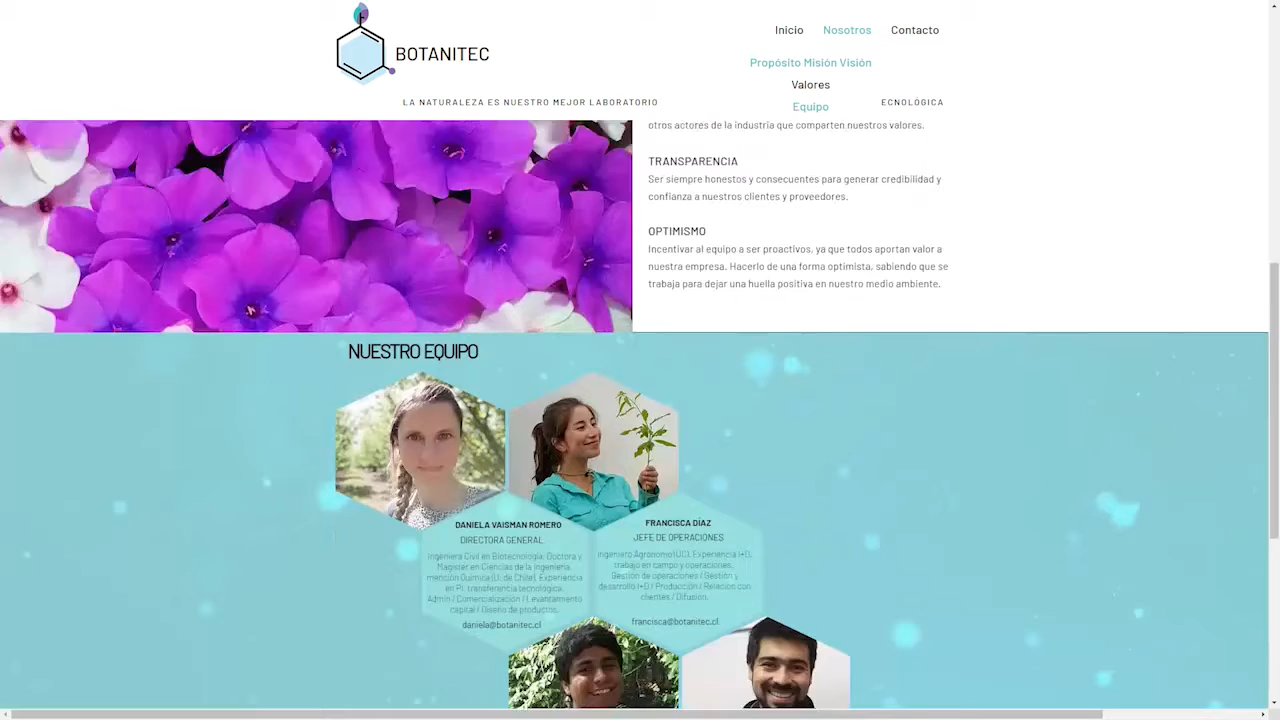 BOTANITEC
Inicio
Nosotros
Contacto
Propósito Misión Visión
Valores
Equipo
LA NATURALEZA ES NUESTRO MEJOR LABORATORIO
ECNOLÓGICA
otros actores de la industria que comparten nuestros valores.
TRANSPARENCIA
Ser siempre honestos y consecuentes para generar credibilidad y
confianza a nuestros clientes y proveedores.
OPTIMISMO
Incentivar al equipo a ser proactivos, ya que todos aportan valor a
nuestra empresa. Hacerlo de una forma optimista, sabiendo que se
trabaja para dejar una huella positiva en nuestro medio ambiente.
NUESTRO EQUIPO
DANIELA VAISMAN ROMERO
DIRECTORA GENERAL
Ingeniera Civil en Biotecnología. Doctora y
Magíster en Ciencias de la ingeniería,
mención Química (U. de Chile). Experiencia
en PI, transferencia tecnológica.
Admin / Comercialización / Levantamiento
capital / Diseño de productos.
daniela@botanitec.cl
FRANCISCA DÍAZ
JEFE DE OPERACIONES
Ingeniero Agrónomo (UC). Experiencia I+D,
trabajo en campo y operaciones.
Gestión de operaciones / Gestión y
desarrollo I+D / Producción / Relación con
clientes / Difusión.
francisca@botanitec.cl